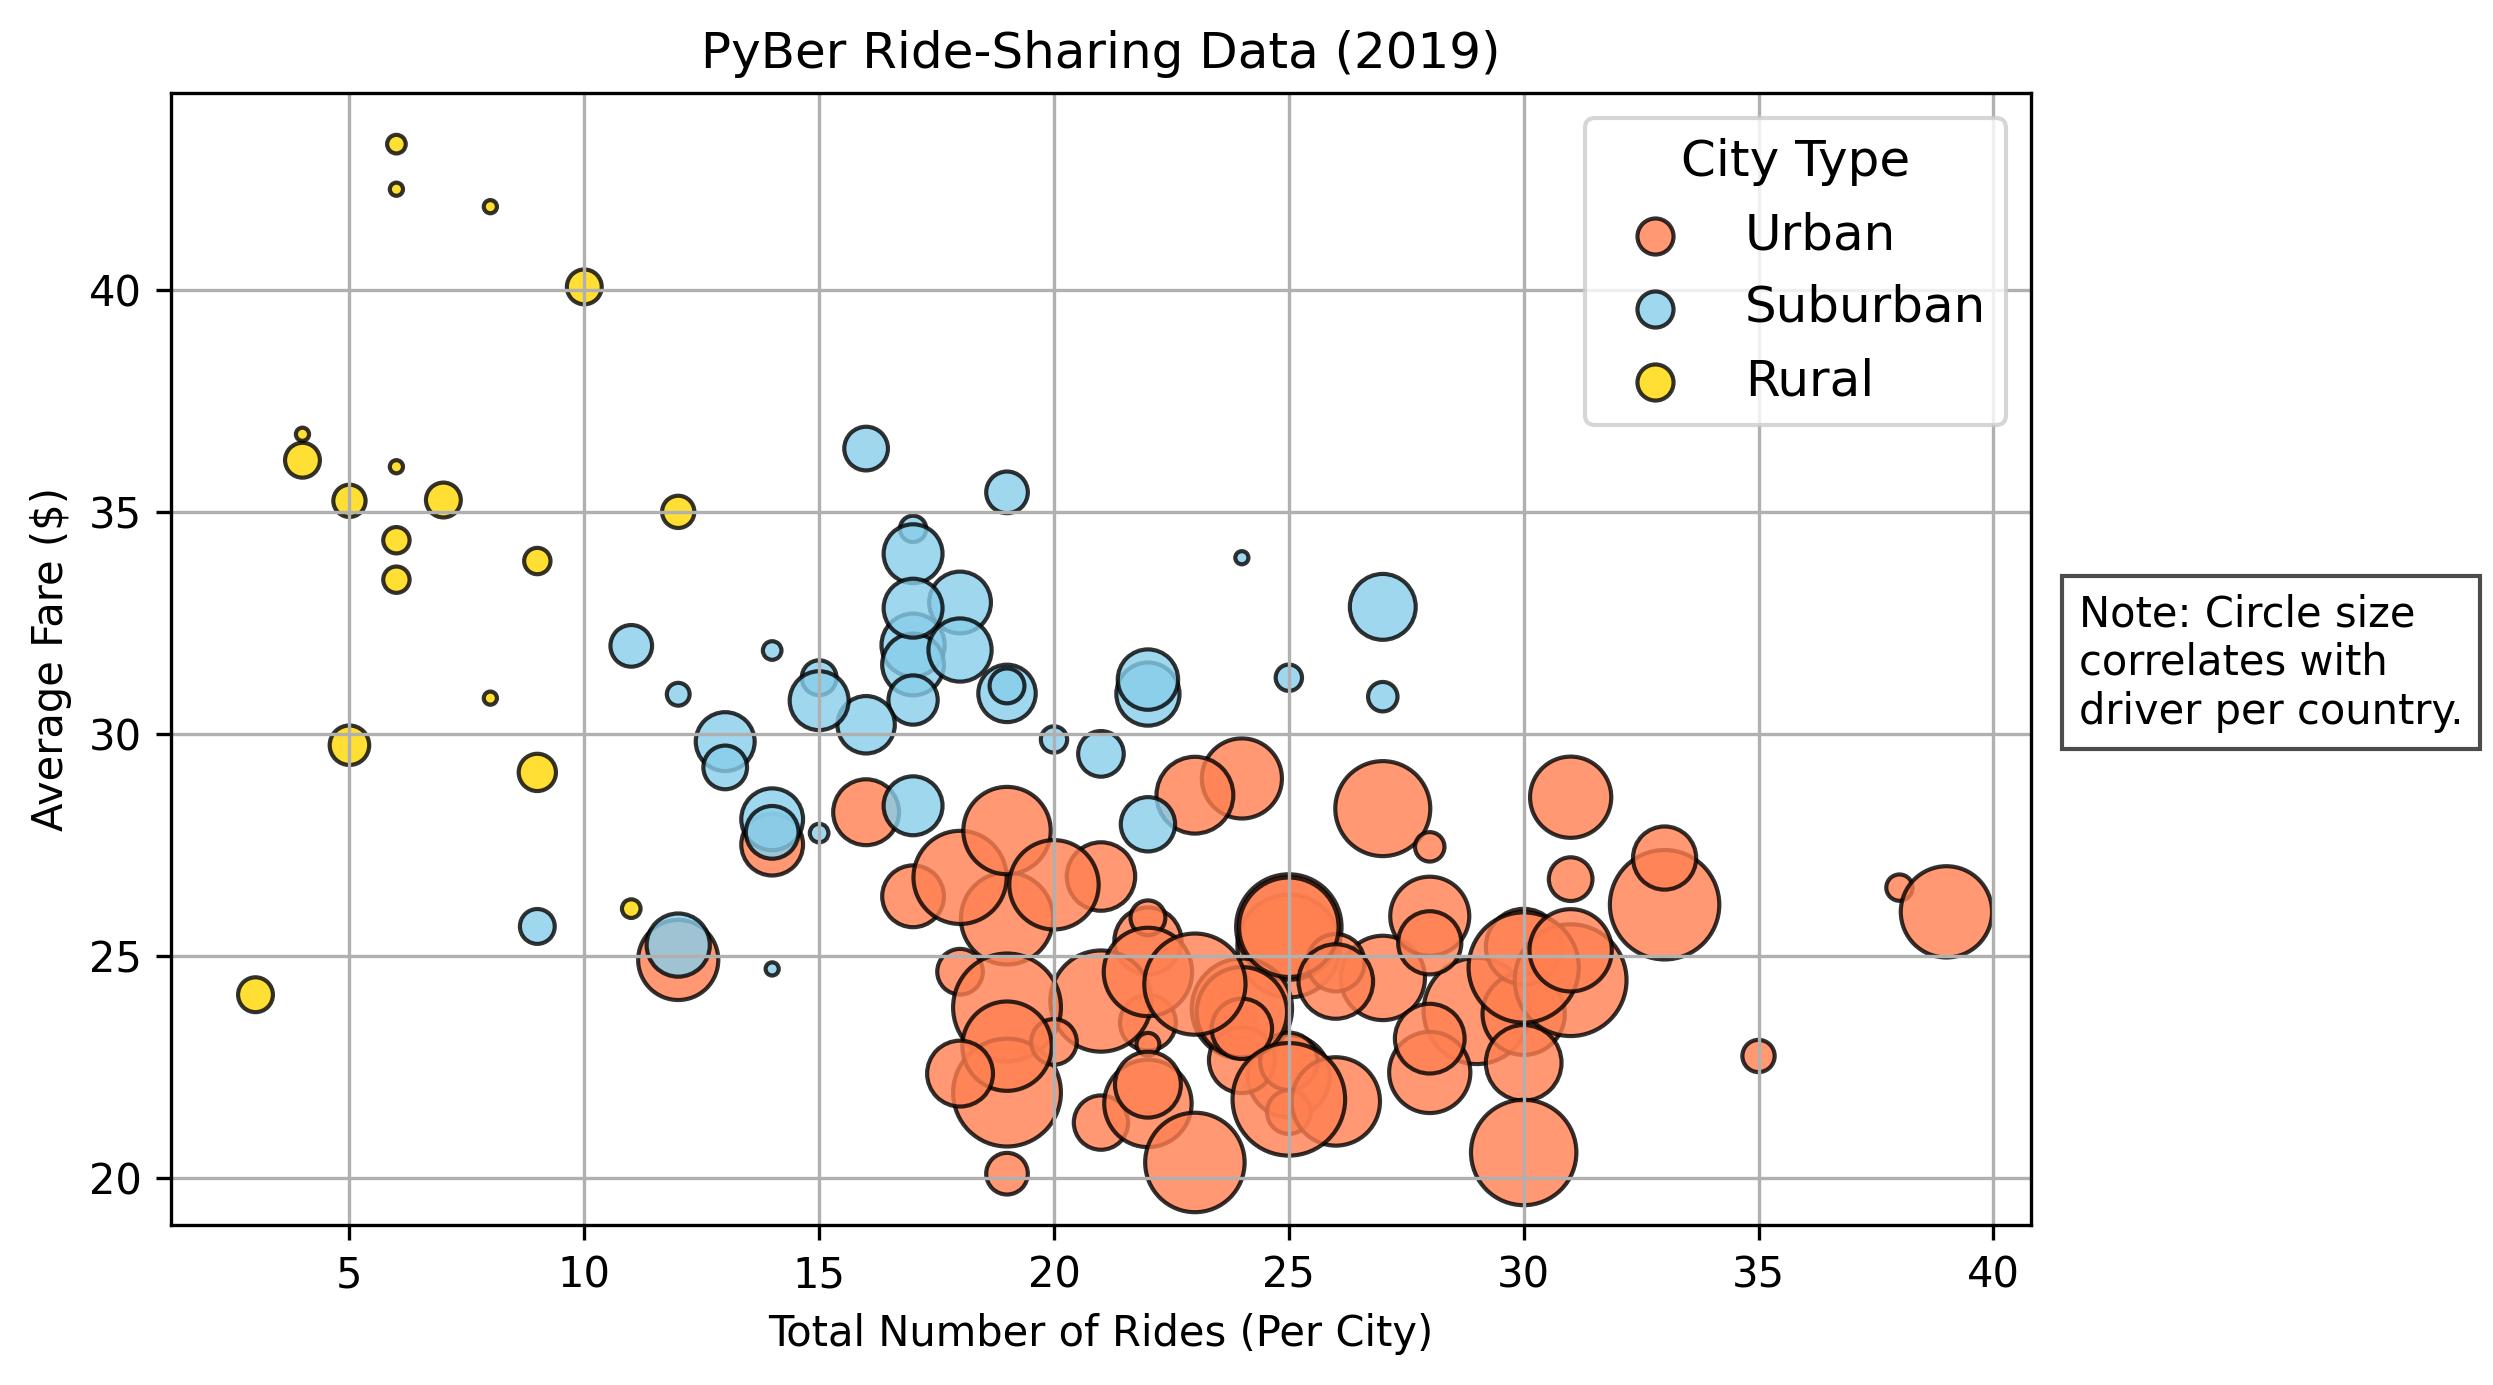 PyBer Ride-Sharing Data (2019)
City Type
Urban
Suburban
Rural
40
35
30
25
20
Average Fare ($)
Note: Circle size
correlates with
driver per country.
5 10 15 20 25 30 35 40
Total Number of Rides (Per City)